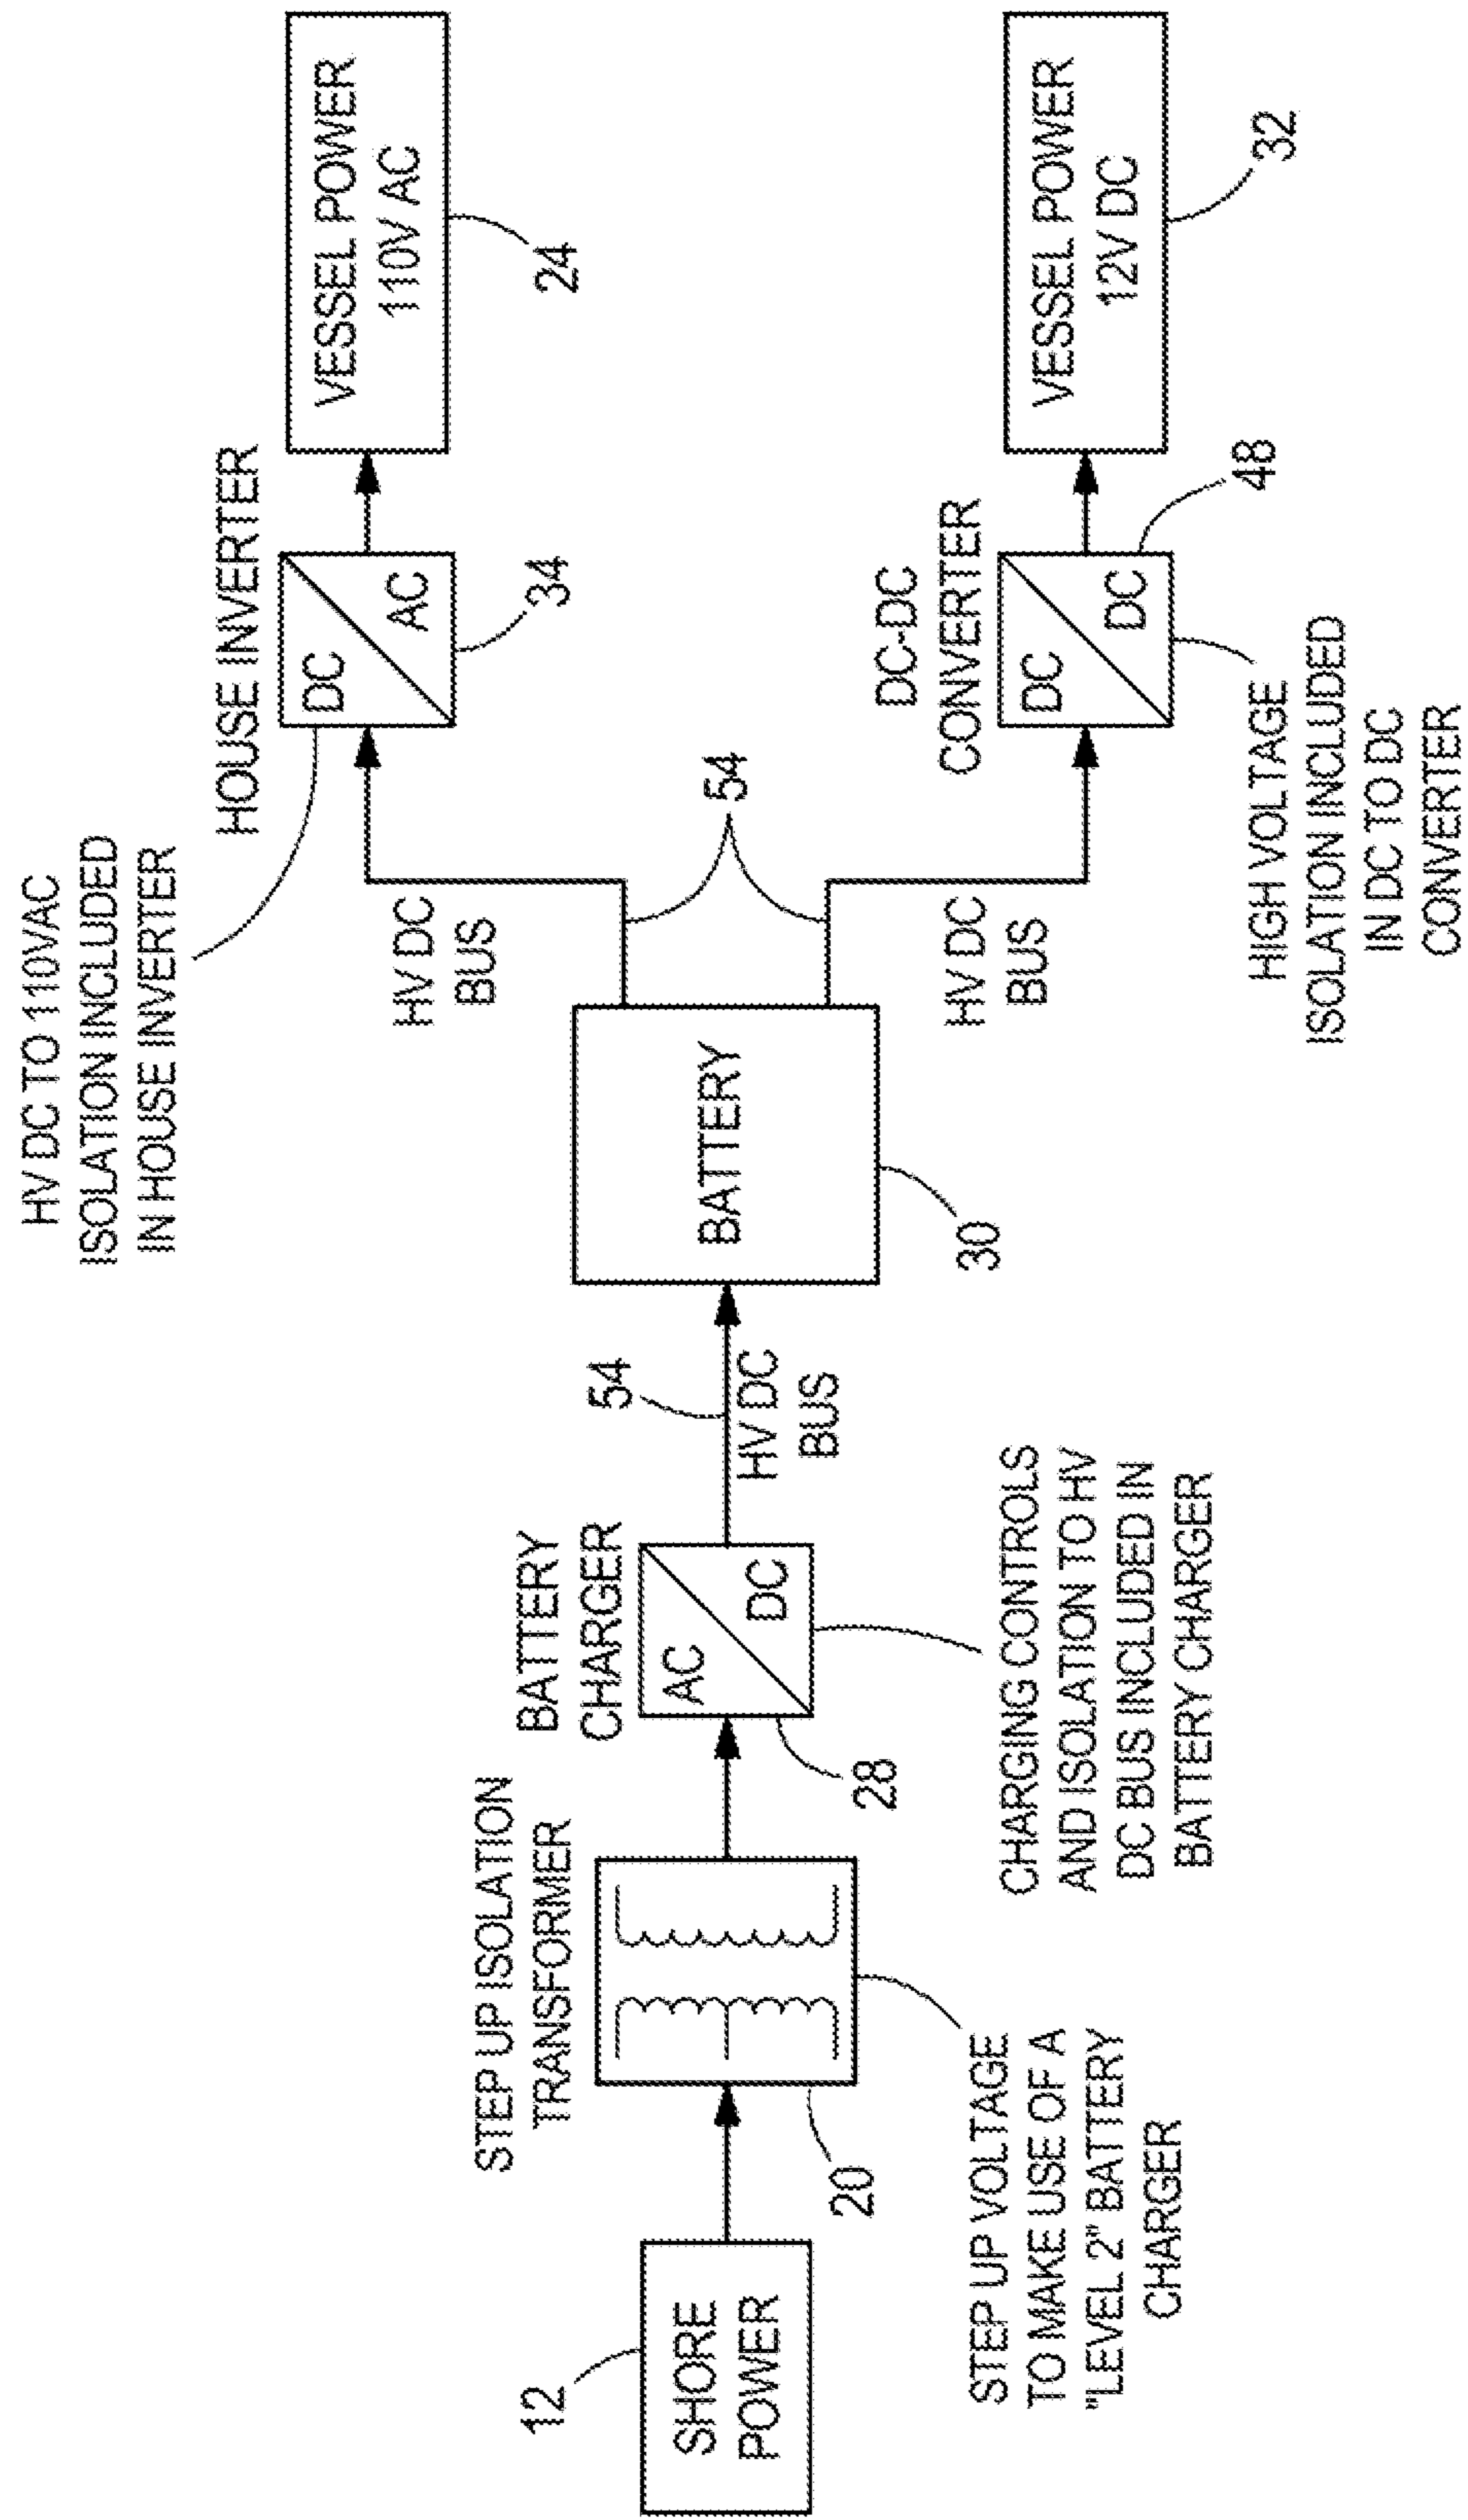 12
SHORE
POWER
STEP UP ISOLATION
TRANSFORMER
20
STEP UP VOLTAGE
TO MAKE USE OF A
"LEVEL 2" BATTERY
CHARGER
BATTERY
CHARGER
AC
DC
28
CHARGING CONTROLS
AND ISOLATION TO HV
DC BUS INCLUDED IN
BATTERY CHARGER
54
HV DC
BUS
BATTERY
30
HV DC TO 110VAC
ISOLATION INCLUDED
IN HOUSE INVERTER
HV DC
BUS
54
HV DC
BUS
HOUSE INVERTER
DC
AC
34
VESSEL POWER
110V AC
24
DC-DC
CONVERTER
DC
DC
48
HIGH VOLTAGE
ISOLATION INCLUDED
IN DC TO DC
CONVERTER
VESSEL POWER
12V DC
32